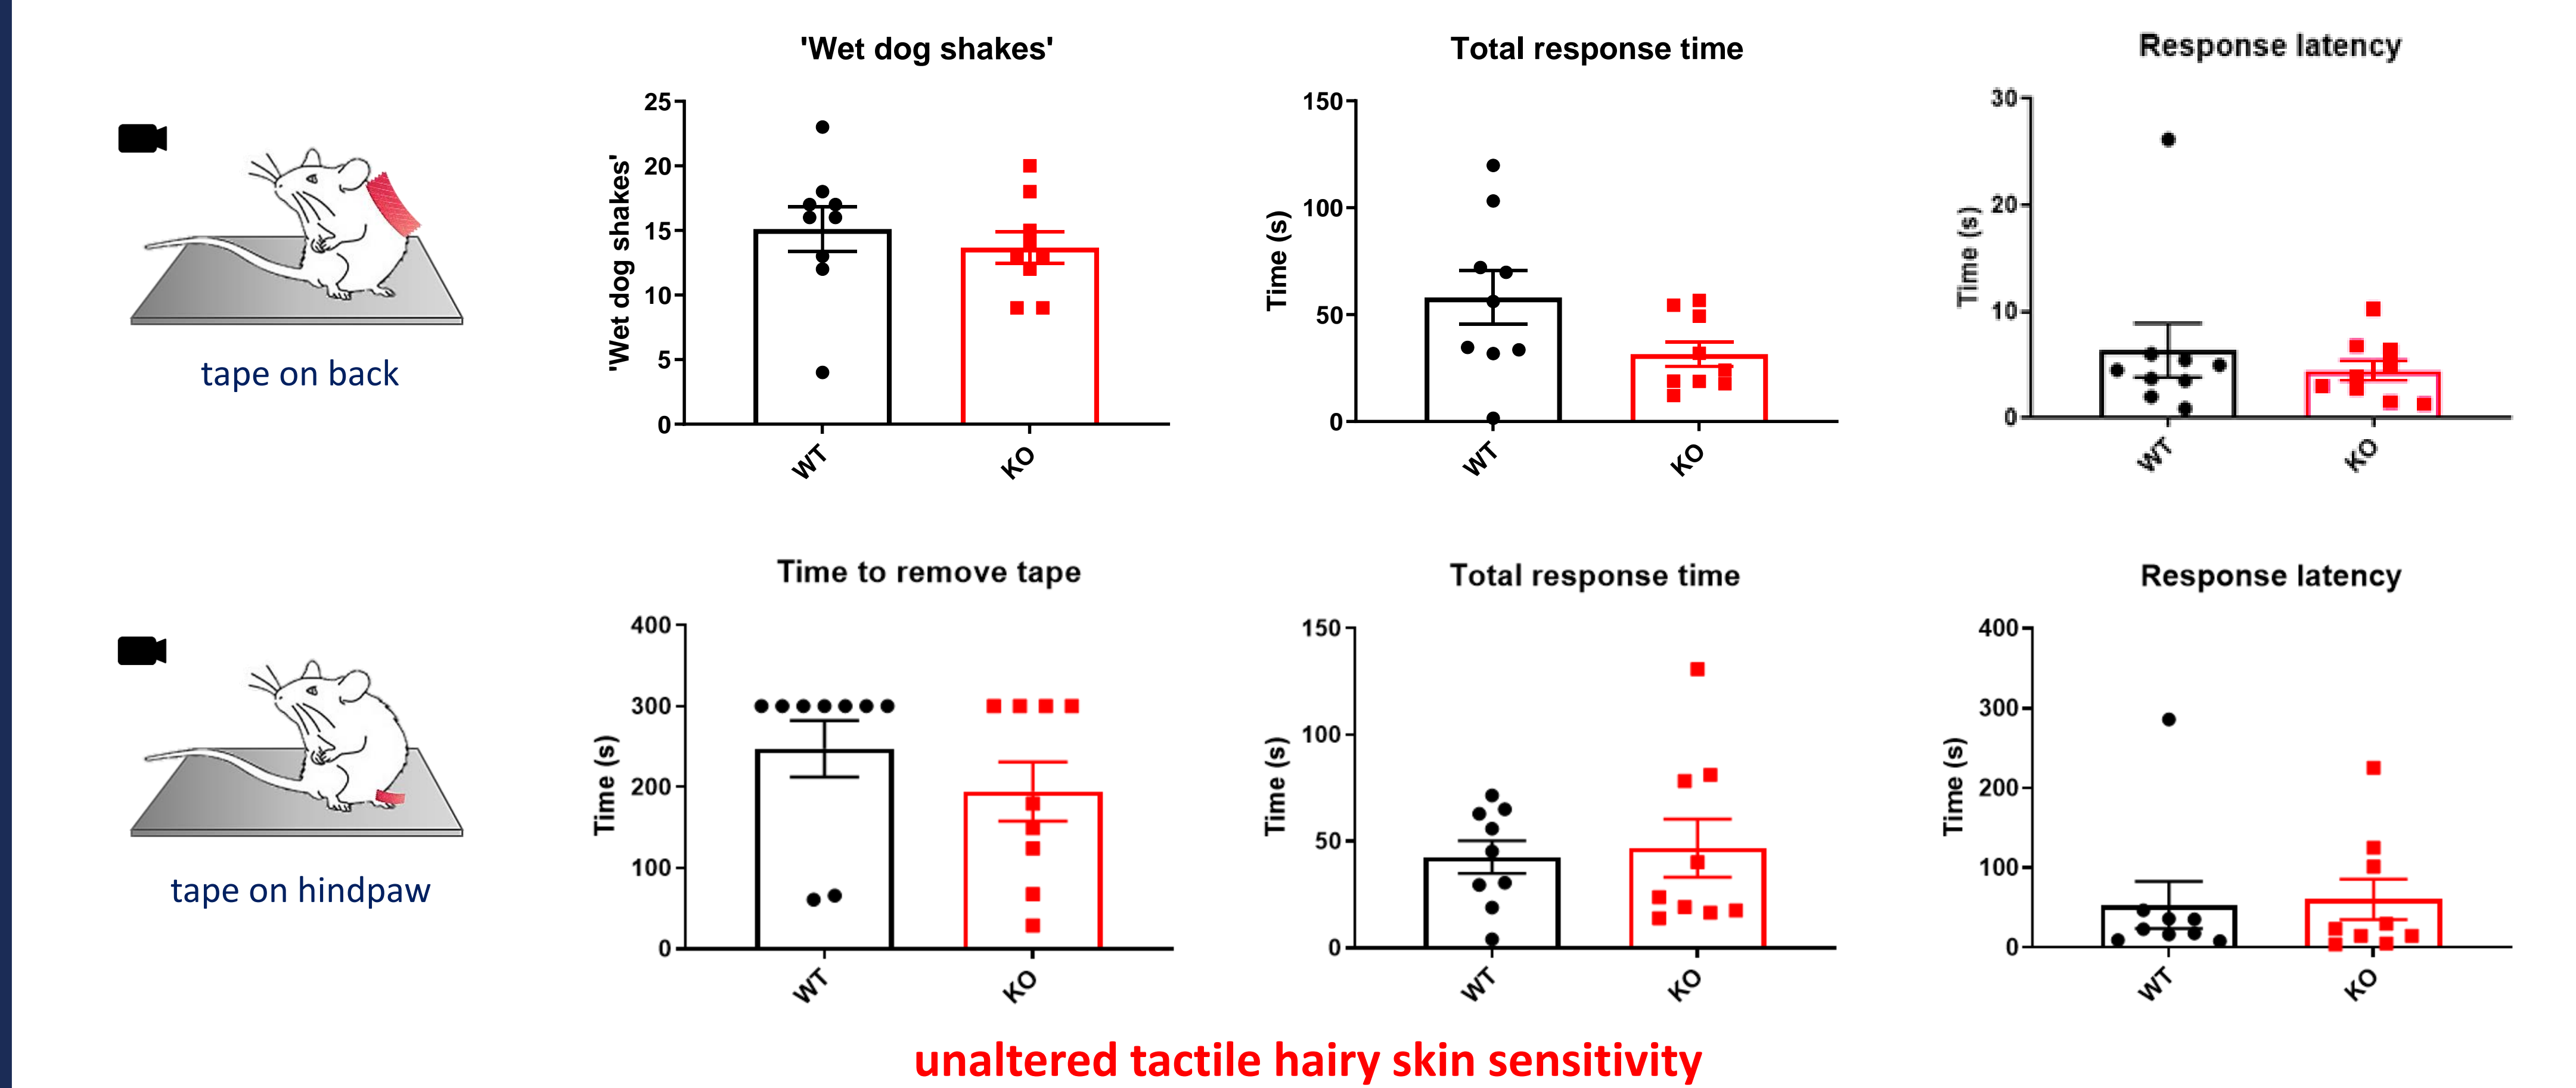 'Wet dog shakes'
'Wet dog shakes'
25
20
15
10
5
0
WT
KO
Total response time
Time (s)
150
100
50
0
WT
KO
Response latency
Time (s)
30
20
10
0
WT
KO
tape on back
Time to remove tape
Time (s)
400
300
200
100
0
WT
KO
Total response time
Time (s)
150
100
50
0
WT
KO
Response latency
Time (s)
400
300
200
100
0
WT
KO
tape on hindpaw
unaltered tactile hairy skin sensitivity